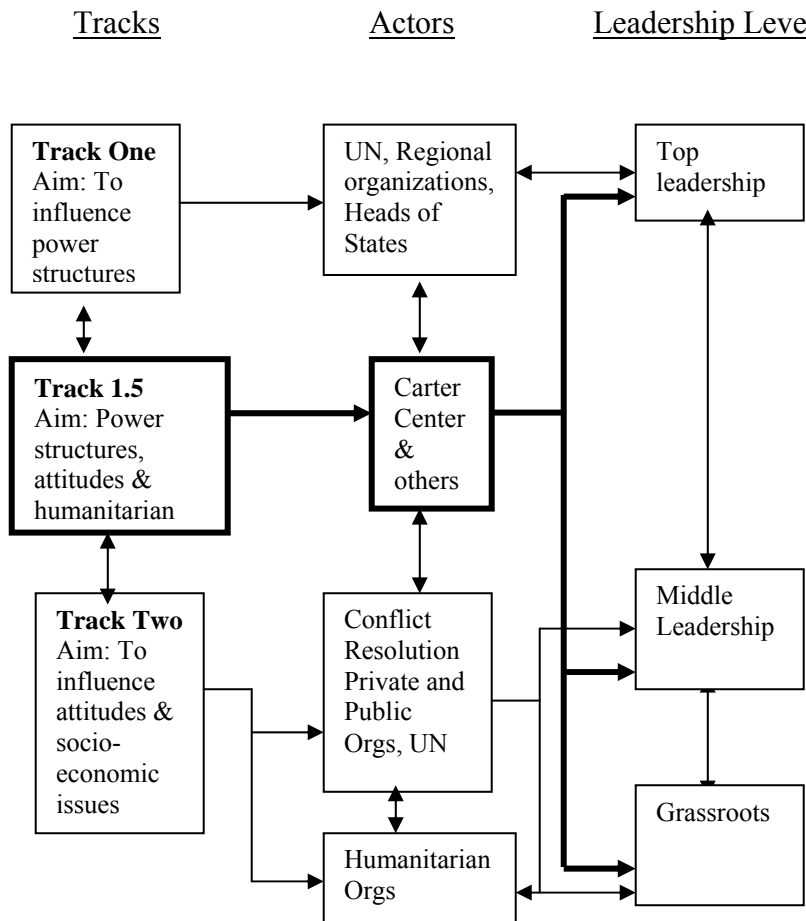 Tracks
Actors
Leadership Leve
Track One
Aim: To
influence
power
structures
UN, Regional
organizations,
Heads of
States
Top
leadership
Track 1.5
Aim: Power
structures,
attitudes &
humanitarian
Carter
Center
&
others
Track Two
Aim: To
influence
attitudes &
socio-
economic
issues
Conflict
Resolution
Private and
Public
Orgs, UN
Middle
Leadership
Humanitarian
Orgs
Grassroots